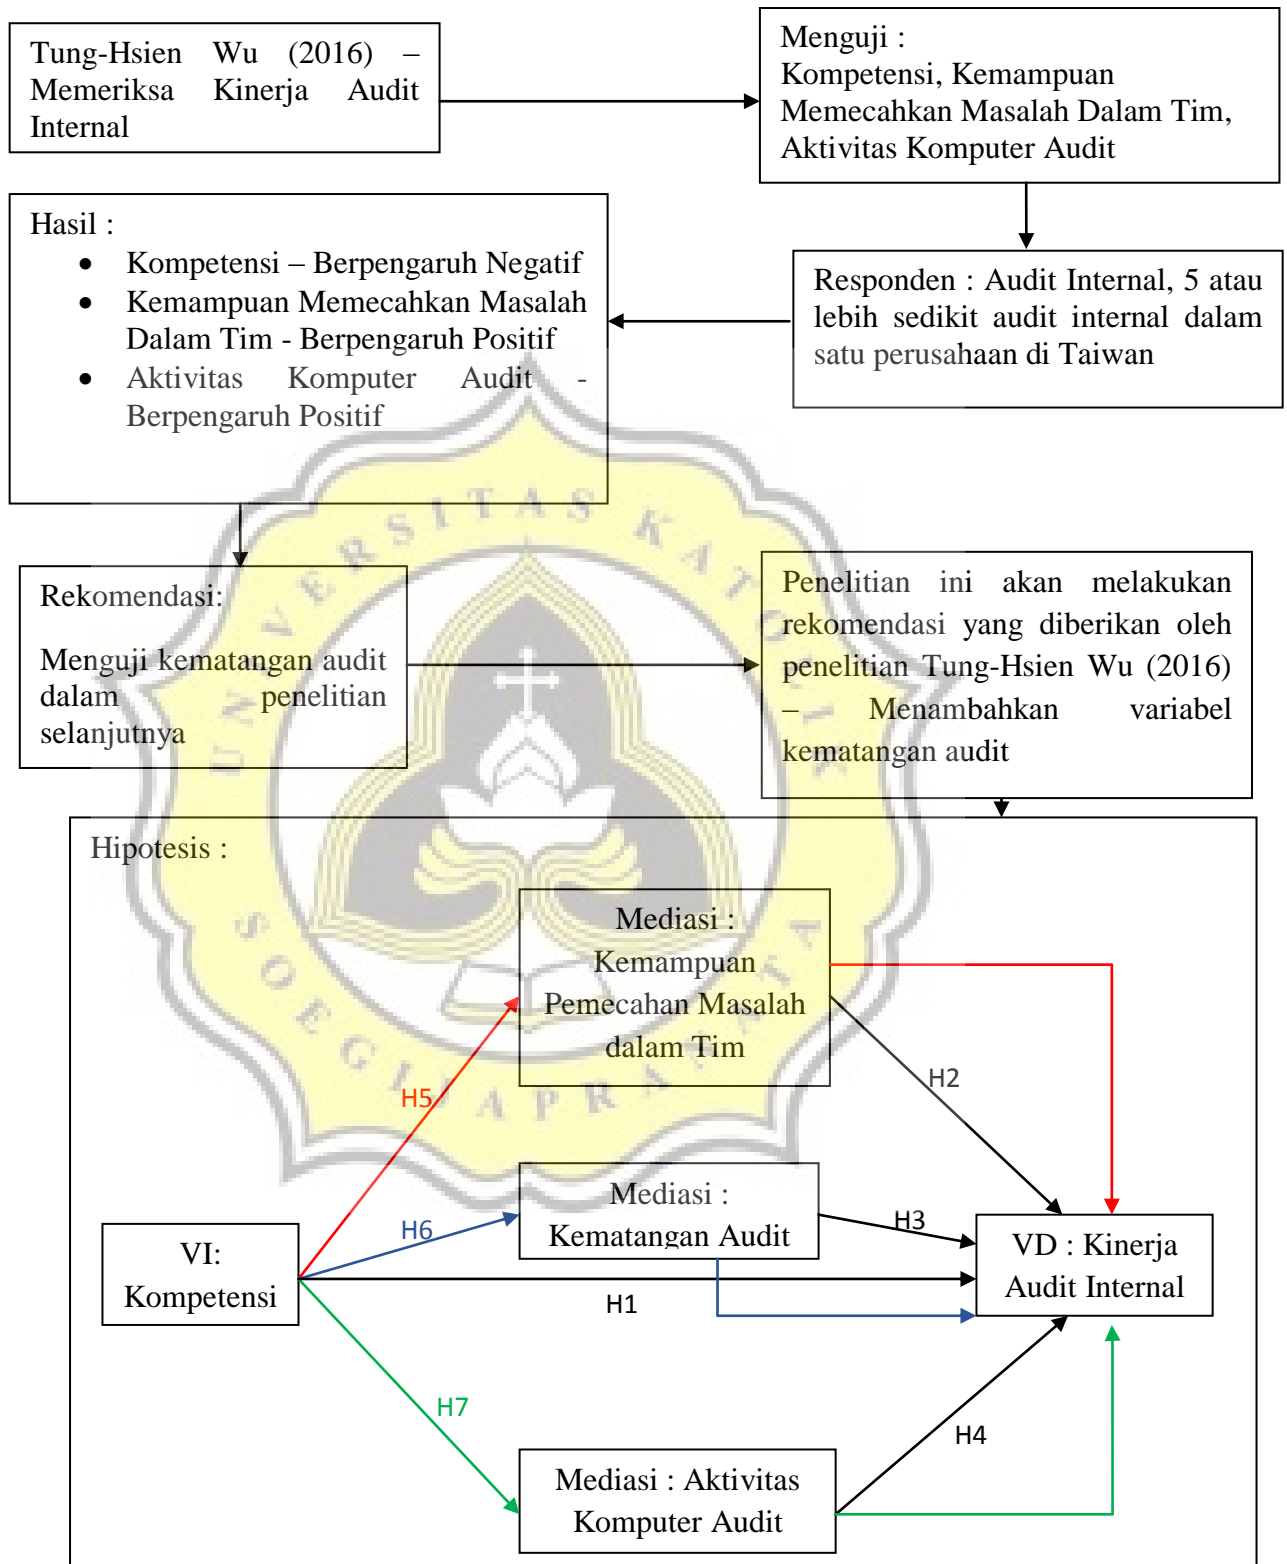 Tung-Hsien Wu (2016) –
Memeriksa Kinerja Audit
Internal
Menguji :
Kompetensi, Kemampuan
Memecahkan Masalah Dalam Tim,
Aktivitas Komputer Audit
Hasil :
• Kompetensi – Berpengaruh Negatif
• Kemampuan Memecahkan Masalah
Dalam Tim - Berpengaruh Positif
• Aktivitas Komputer Audit -
Berpengaruh Positif
Responden : Audit Internal, 5 atau
lebih sedikit audit internal dalam
satu perusahaan di Taiwan
Rekomendasi:
Menguji kematangan audit
dalam penelitian
selanjutnya
Penelitian ini akan melakukan
rekomendasi yang diberikan oleh
penelitian Tung-Hsien Wu (2016)
– Menambahkan variabel
kematangan audit
UNIVERSITAS KATOLIK
SOEGIJAPRANATA
Hipotesis :
Mediasi :
Kemampuan
Pemecahan Masalah
dalam Tim
H5
H2
Mediasi :
Kematangan Audit
H6
H3
VI:
Kompetensi
H1
VD : Kinerja
Audit Internal
H7
H4
Mediasi : Aktivitas
Komputer Audit